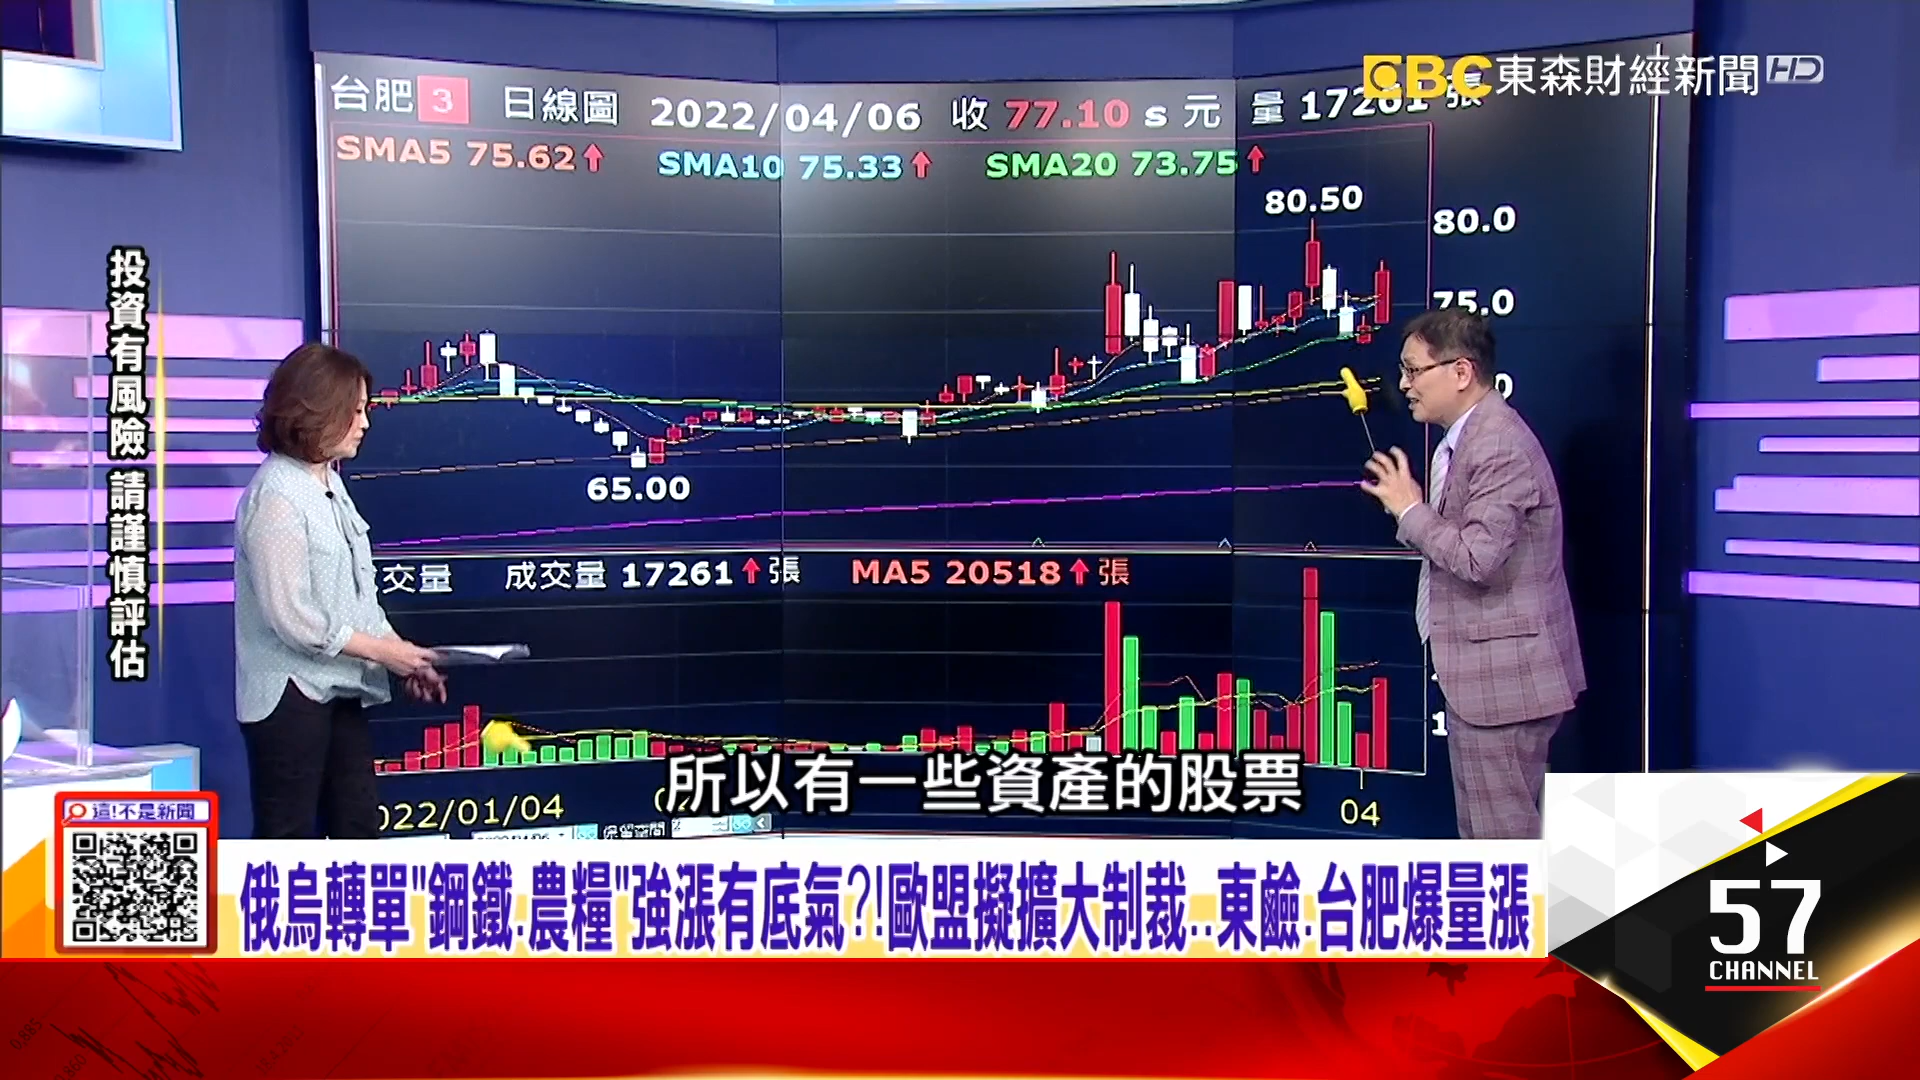 EBC東森財經新聞HD
台肥 3 日線圖 2022/04/06 收 77.10 s 元 量 17261 張
SMA5 75.62↑ SMA10 75.33↑ SMA20 73.75↑
80.50
80.0
75.0
65.00
投資有風險 請謹慎評估
交量 成交量 17261↑張 MA5 20518↑張
022/01/04
04
所以有一些資產的股票
這!不是新聞
俄烏轉單"鋼鐵.農糧"強漲有底氣?!歐盟擬擴大制裁..東鹼.台肥爆量漲
57
CHANNEL